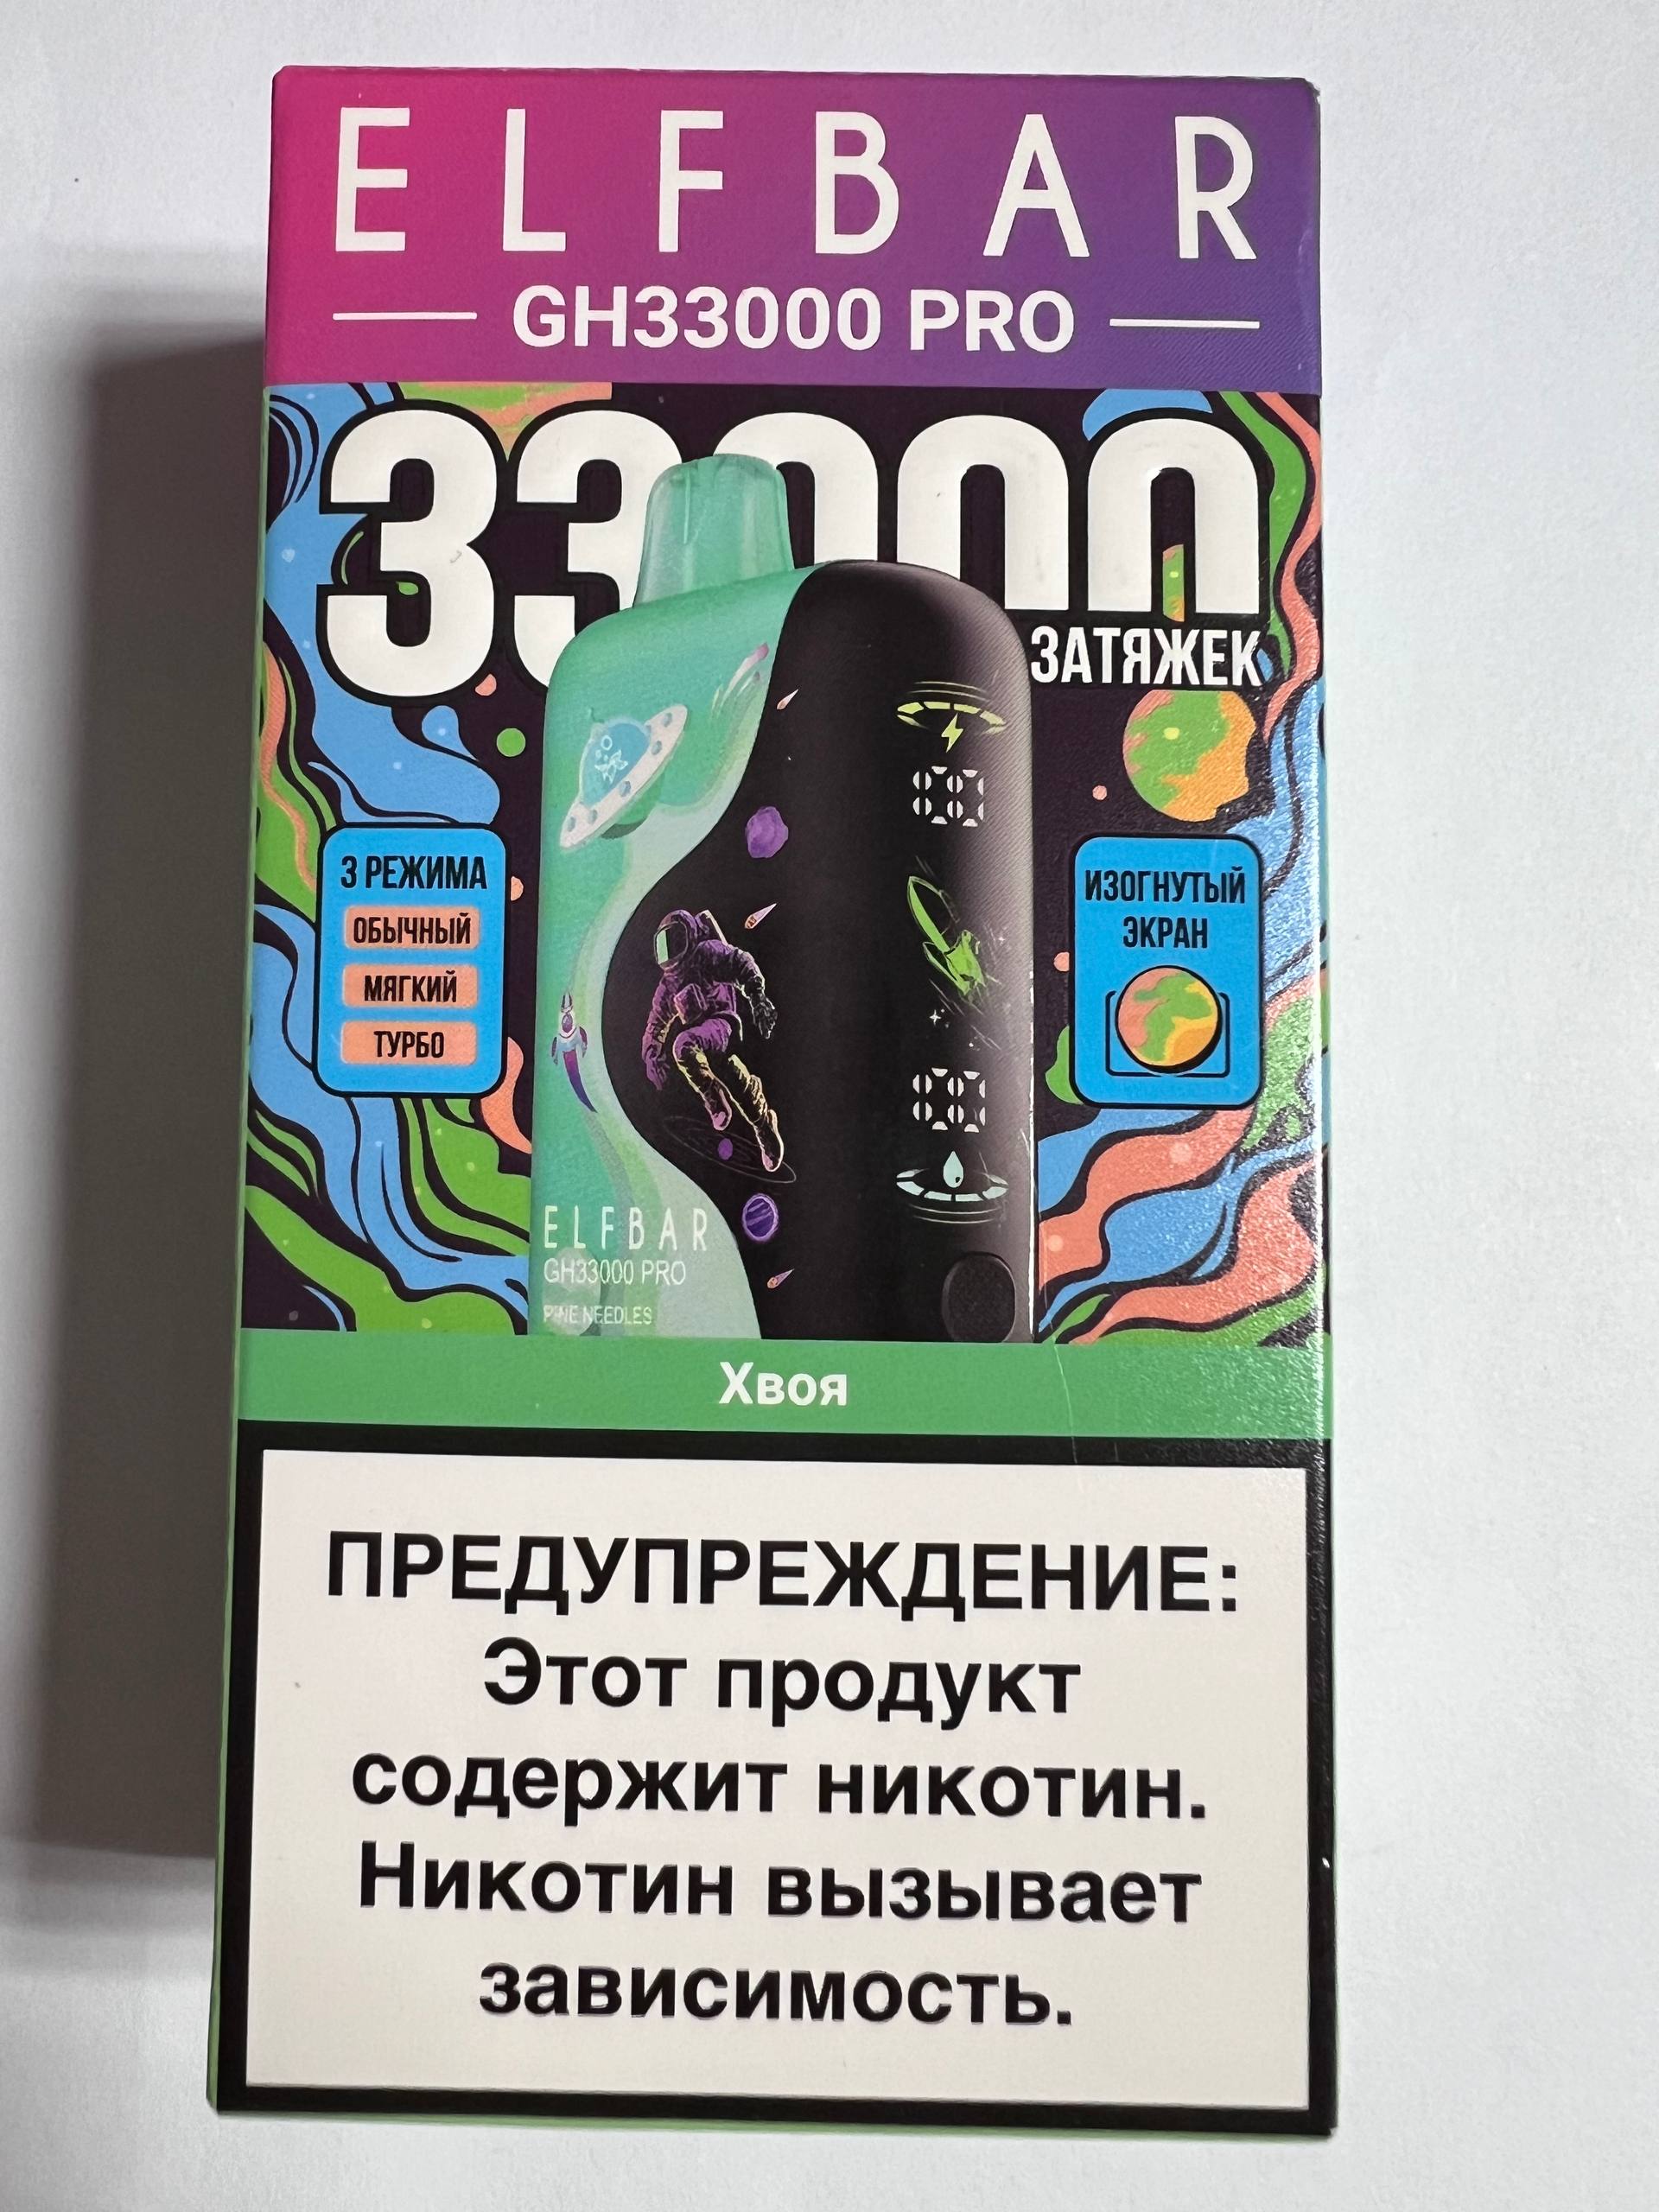 ELFBAR
GH33000 PRO
33000
ЗАТЯЖЕК
3 РЕЖИМА
ОБЫЧНЫЙ
МЯГКИЙ
ТУРБО
ИЗОГНУТЫЙ
ЭКРАН
ELFBAR
GH33000 PRO
PINE NEEDLES
Хвоя
ПРЕДУПРЕЖДЕНИЕ:
Этот продукт
содержит никотин.
Никотин вызывает
зависимость.